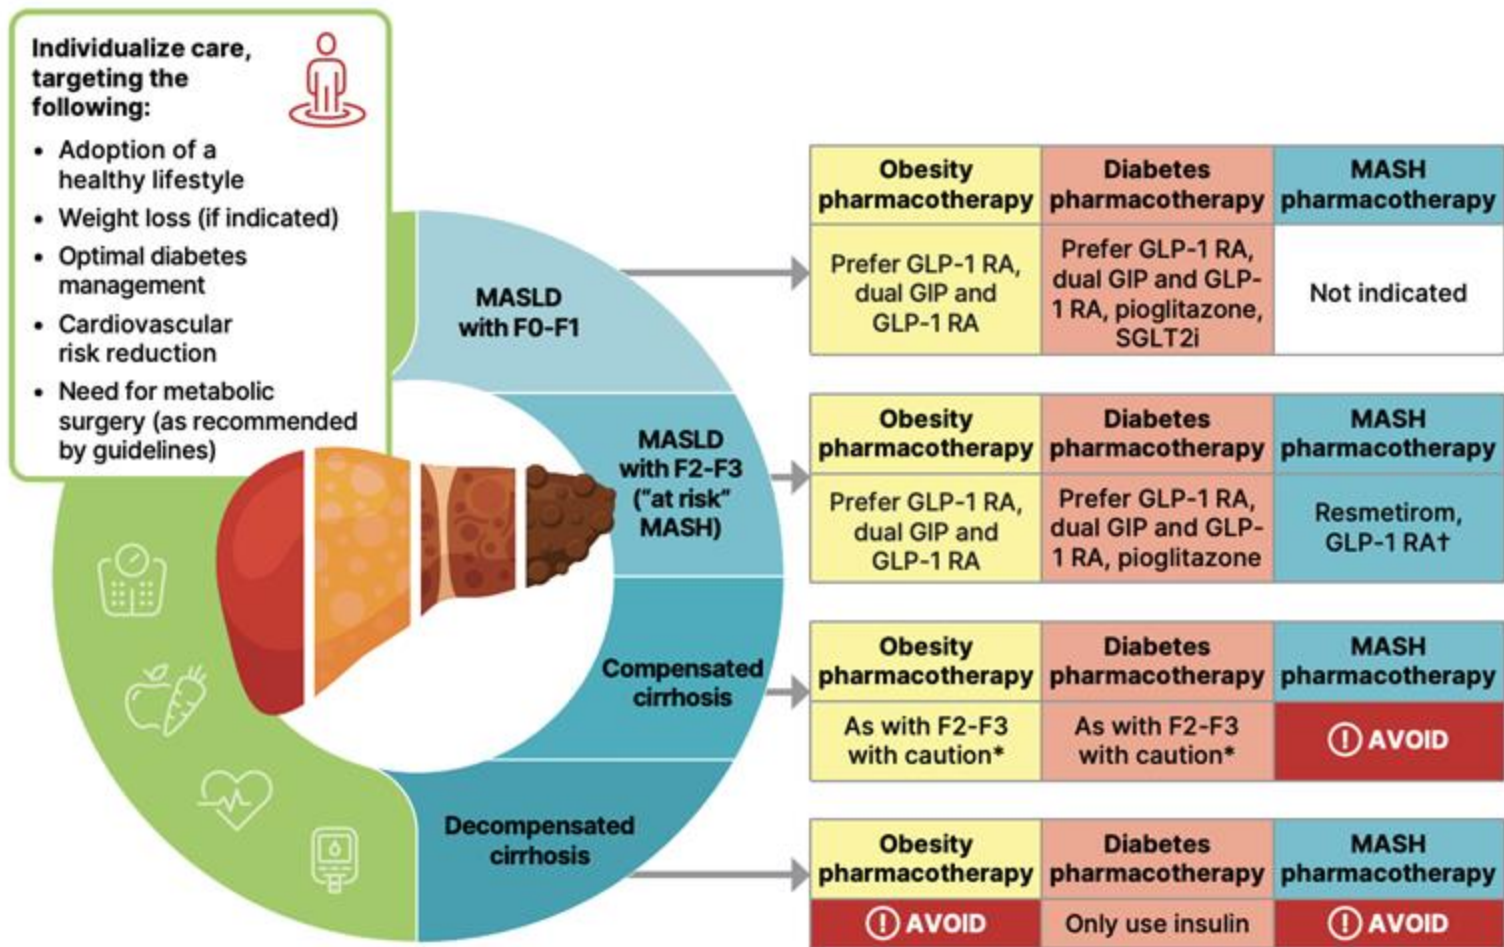 Individualize care,
targeting the
following:
• Adoption of a
healthy lifestyle
• Weight loss (if indicated)
• Optimal diabetes
management
• Cardiovascular
risk reduction
• Need for metabolic
surgery (as recommended
by guidelines)
MASLD
with F0-F1
MASLD
with F2-F3
("at risk"
MASH)
Compensated
cirrhosis
Decompensated
cirrhosis
Obesity
pharmacotherapy
Diabetes
pharmacotherapy
MASH
pharmacotherapy
Prefer GLP-1 RA,
dual GIP and
GLP-1 RA
Prefer GLP-1 RA,
dual GIP and GLP-
1 RA, pioglitazone,
SGLT2i
Not indicated
Obesity
pharmacotherapy
Diabetes
pharmacotherapy
MASH
pharmacotherapy
Prefer GLP-1 RA,
dual GIP and
GLP-1 RA
Prefer GLP-1 RA,
dual GIP and GLP-
1 RA, pioglitazone
Resmetirom,
GLP-1 RA†
Obesity
pharmacotherapy
Diabetes
pharmacotherapy
MASH
pharmacotherapy
As with F2-F3
with caution*
As with F2-F3
with caution*
! AVOID
Obesity
pharmacotherapy
Diabetes
pharmacotherapy
MASH
pharmacotherapy
! AVOID
Only use insulin
! AVOID